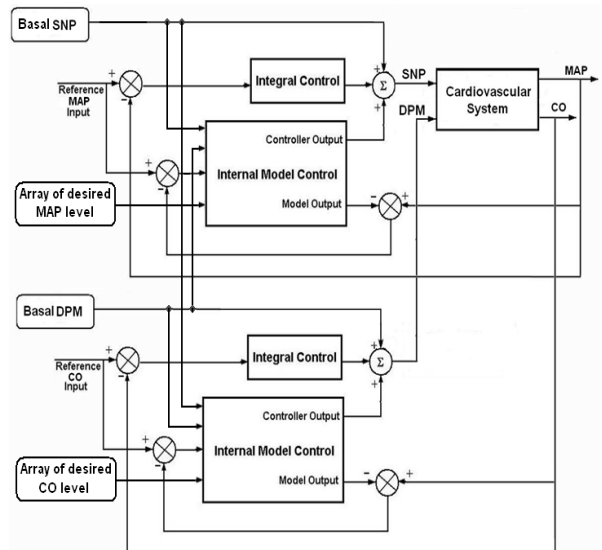 Basal SNP
+
-
Reference
MAP
Input
Integral Control
+
+
+
Σ
SNP
DPM
Cardiovascular
System
MAP
CO
Controller Output
+
-
Internal Model Control
Array of desired
MAP level
Model Output
-
+
Basal DPM
+
-
Reference
CO
Input
Integral Control
+
+
+
Σ
Controller Output
+
-
Internal Model Control
Array of desired
CO level
Model Output
-
+